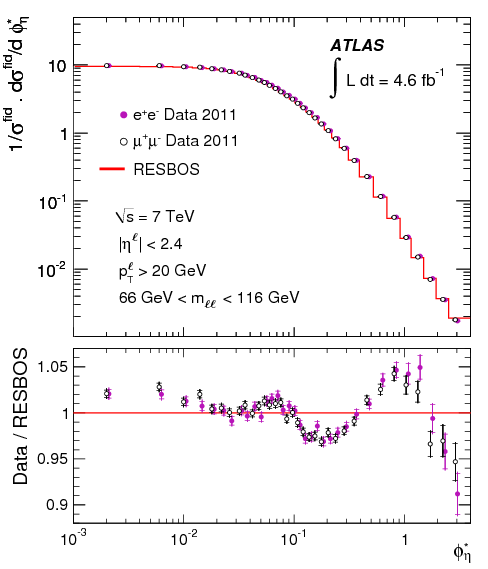 ATLAS
∫ L dt = 4.6 fb⁻¹
1/σ^fid . dσ^fid/d ϕ*_η
10
1
10⁻¹
10⁻²
e⁺e⁻ Data 2011
μ⁺μ⁻ Data 2011
RESBOS
√s = 7 TeV
|η^ℓ| < 2.4
p_T^ℓ > 20 GeV
66 GeV < m_ℓℓ < 116 GeV
Data / RESBOS
1.05
1
0.95
0.9
10⁻³ 10⁻² 10⁻¹ 1
ϕ*_η